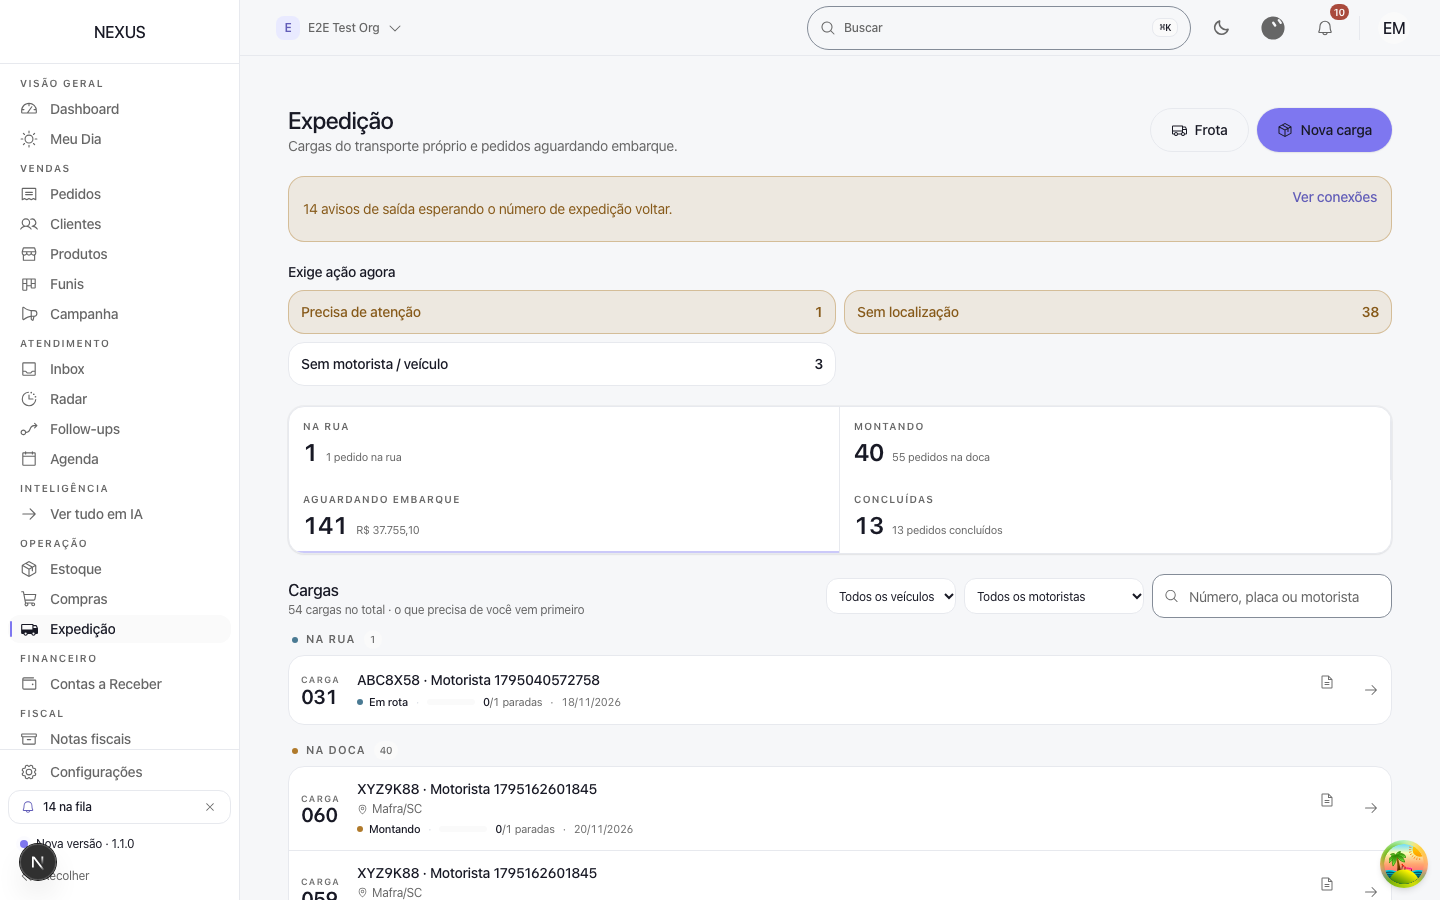 NEXUS
VISÃO GERAL
Dashboard
Meu Dia
VENDAS
Pedidos
Clientes
Produtos
Funis
Campanha
ATENDIMENTO
Inbox
Radar
Follow-ups
Agenda
INTELIGÊNCIA
Ver tudo em IA
OPERAÇÃO
Estoque
Compras
Expedição
FINANCEIRO
Contas a Receber
FISCAL
Notas fiscais
Configurações
14 na fila
Nova versão · 1.1.0
N
ecolher
E E2E Test Org
Buscar ⌘K
10
EM
Expedição
Cargas do transporte próprio e pedidos aguardando embarque.
Frota
Nova carga
14 avisos de saída esperando o número de expedição voltar.
Ver conexões
Exige ação agora
Precisa de atenção 1
Sem localização 38
Sem motorista / veículo 3
NA RUA
1 1 pedido na rua
MONTANDO
40 55 pedidos na doca
AGUARDANDO EMBARQUE
141 R$ 37.755,10
CONCLUÍDAS
13 13 pedidos concluídos
Cargas
54 cargas no total · o que precisa de você vem primeiro
Todos os veículos
Todos os motoristas
Número, placa ou motorista
NA RUA 1
CARGA
031
ABC8X58 · Motorista 1795040572758
Em rota · 0/1 paradas · 18/11/2026
NA DOCA 40
CARGA
060
XYZ9K88 · Motorista 1795162601845
Mafra/SC
Montando · 0/1 paradas · 20/11/2026
CARGA
059
XYZ9K88 · Motorista 1795162601845
Mafra/SC